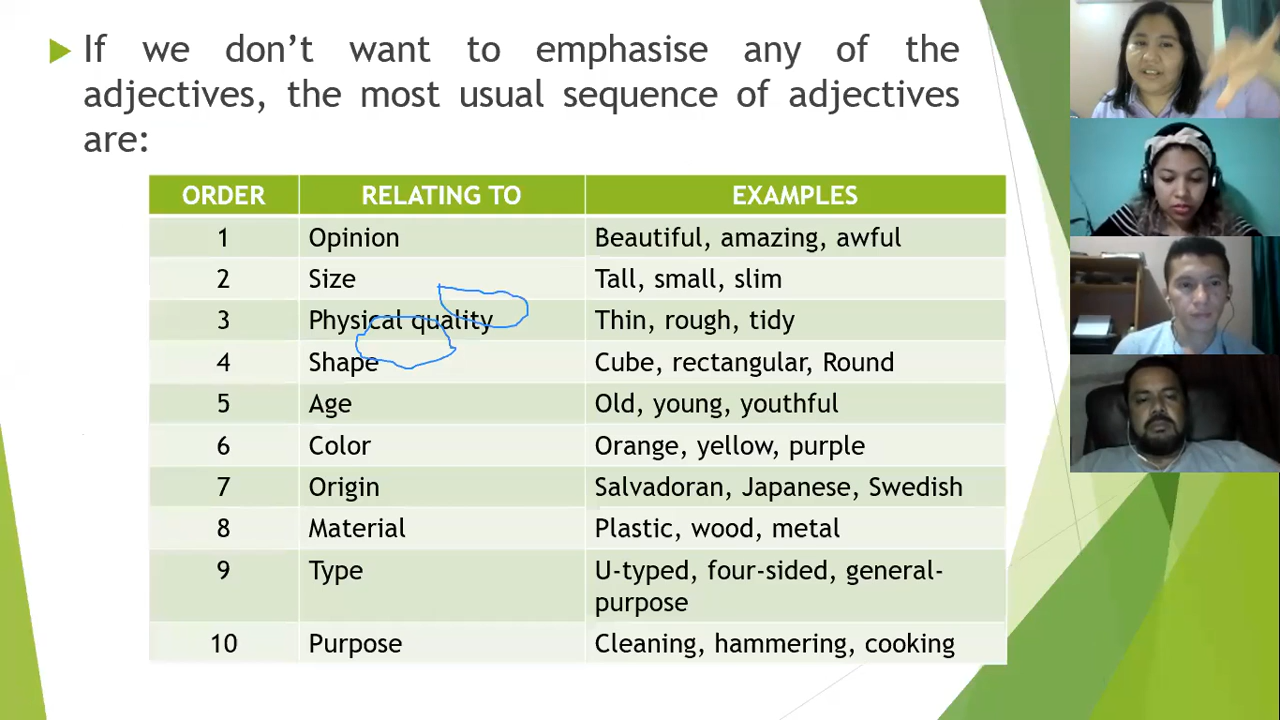 If we don't want to emphasise any of the
adjectives, the most usual sequence of adjectives
are:
ORDER RELATING TO EXAMPLES
1 Opinion Beautiful, amazing, awful
2 Size Tall, small, slim
3 Physical quality Thin, rough, tidy
4 Shape Cube, rectangular, Round
5 Age Old, young, youthful
6 Color Orange, yellow, purple
7 Origin Salvadoran, Japanese, Swedish
8 Material Plastic, wood, metal
9 Type U-typed, four-sided, general-
purpose
10 Purpose Cleaning, hammering, cooking